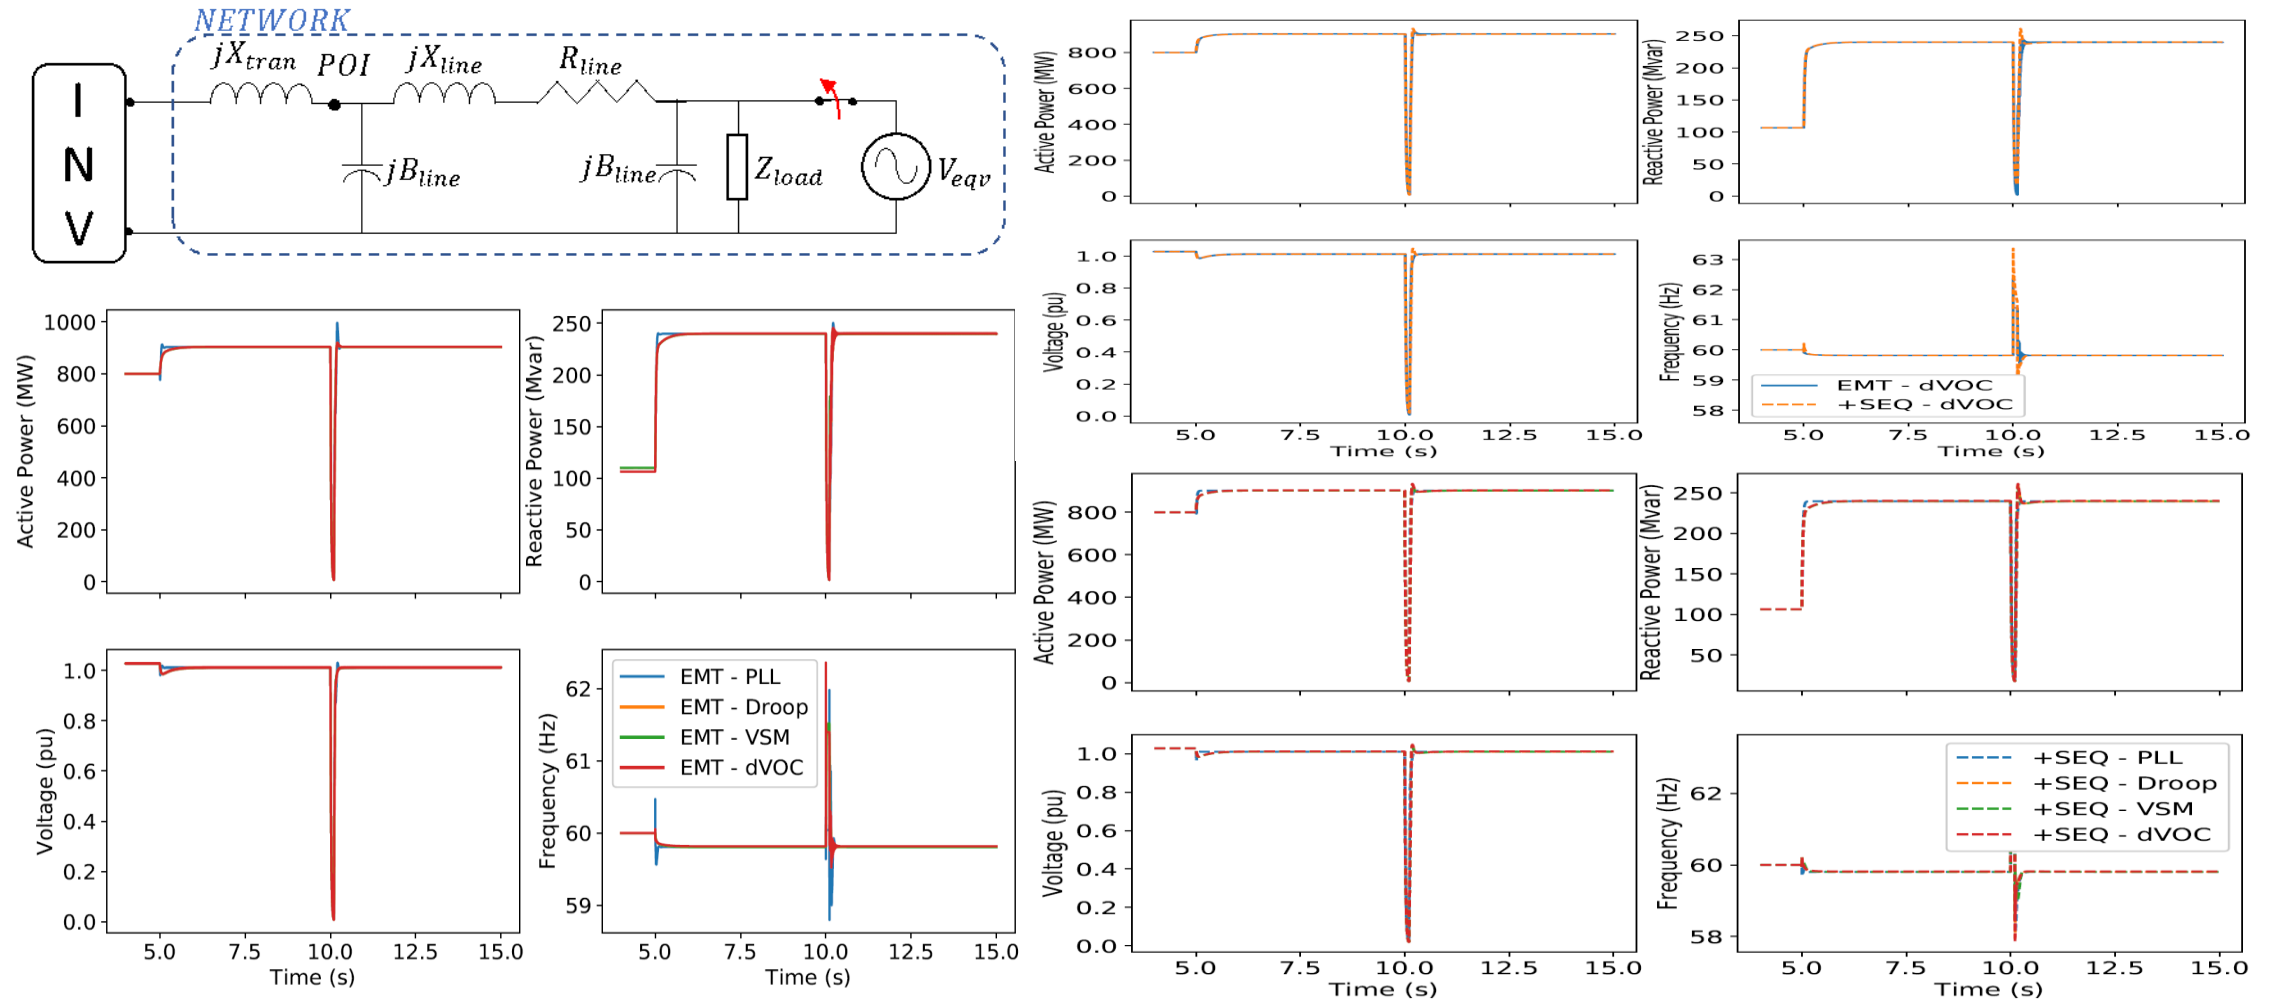 NETWORK
jX_tran POI jX_line R_line
I
N
V
jB_line jB_line Z_load V_eqv
Active Power (MW)
1000
800
600
400
200
0
Reactive Power (Mvar)
250
200
150
100
50
0
Voltage (pu)
1.0
0.8
0.6
0.4
0.2
0.0
5.0 7.5 10.0 12.5 15.0
Time (s)
Frequency (Hz)
62
61
60
59
EMT - PLL
EMT - Droop
EMT - VSM
EMT - dVOC
5.0 7.5 10.0 12.5 15.0
Time (s)
Active Power (MW)
800
600
400
200
0
Reactive Power (Mvar)
250
200
150
100
50
0
Voltage (pu)
1.0
0.8
0.6
0.4
0.2
0.0
5.0 7.5 10.0 12.5 15.0
Time (s)
Frequency (Hz)
63
62
61
60
59
58
EMT - dVOC
+SEQ - dVOC
5.0 7.5 10.0 12.5 15.0
Time (s)
Active Power (MW)
800
600
400
200
0
Reactive Power (Mvar)
250
200
150
100
50
Voltage (pu)
1.0
0.8
0.6
0.4
0.2
0.0
5.0 7.5 10.0 12.5 15.0
Time (s)
Frequency (Hz)
62
60
58
+SEQ - PLL
+SEQ - Droop
+SEQ - VSM
+SEQ - dVOC
5.0 7.5 10.0 12.5 15.0
Time (s)